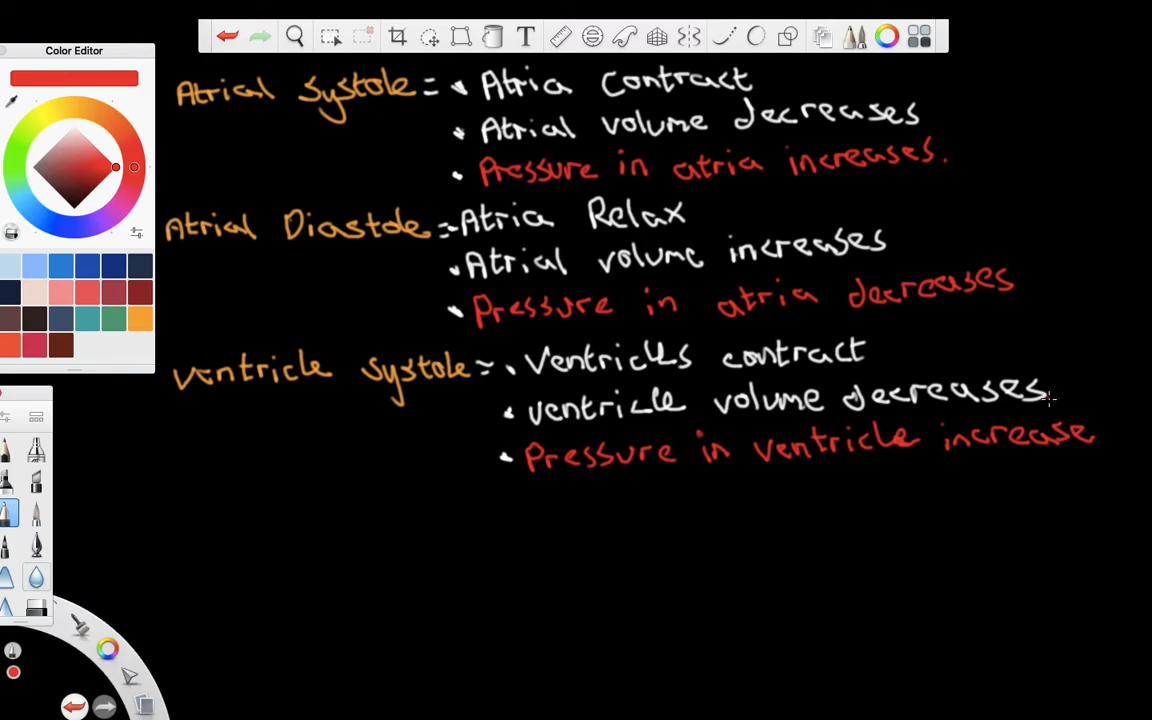 Color Editor
T
Atrial Systole = • Atria Contract
• Atrial volume decreases
• Pressure in atria increases.
Atrial Diastole = • Atria Relax
• Atrial volume increases
• Pressure in atria decreases
Ventricle systole = • Ventricles contract
• ventricle volume decreases
• Pressure in ventricle increase